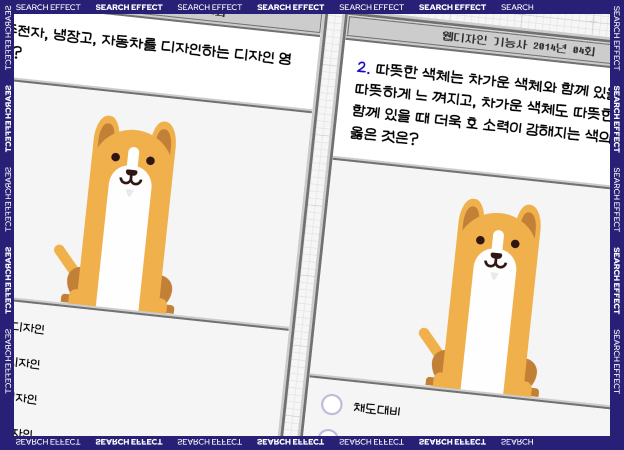 SEARCH EFFECT SEARCH EFFECT SEARCH EFFECT SEARCH EFFECT SEARCH EFFECT SEARCH EFFECT SEARCH
전자, 냉장고, 자동차를 디자인하는 디자인 영
?
디자인
디자인
자인
자인
웹디자인 기능사 2014년 04회
2. 따뜻한 색체는 차가운 색체와 함께 있을
따뜻하게 느 껴지고, 차가운 색체도 따뜻한
함께 있을 때 더욱 호 소력이 강해지는 색의
옳은 것은?
채도대비
SEARCH EFFECT SEARCH EFFECT SEARCH EFFECT SEARCH EFFECT SEARCH EFFECT
SEARCH EFFECT SEARCH EFFECT SEARCH EFFECT SEARCH EFFECT SEARCH EFFECT
SEARCH EFFECT SEARCH EFFECT SEARCH EFFECT SEARCH EFFECT SEARCH EFFECT SEARCH EFFECT SEARCH